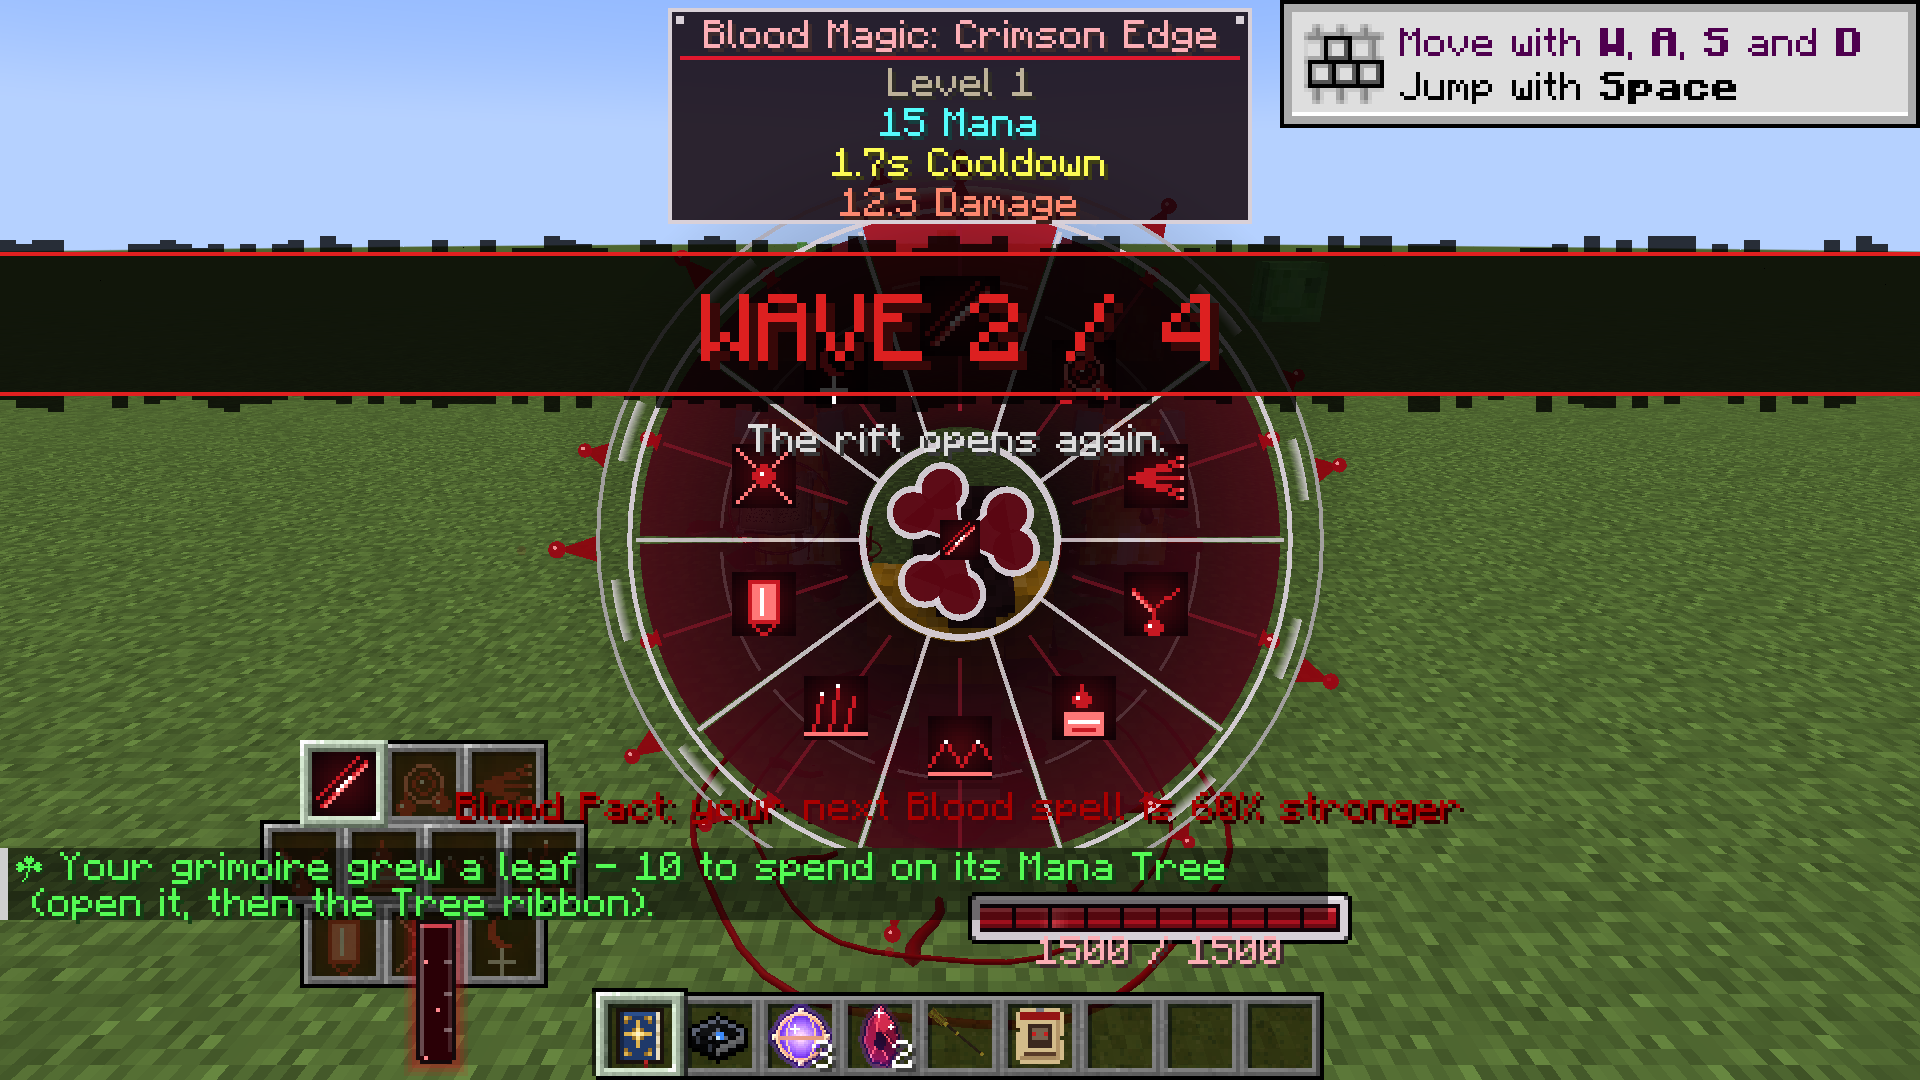 Blood Magic: Crimson Edge
Level 1
15 Mana
1.7s Cooldown
12.5 Damage
Move with W, A, S and D
Jump with Space
WAVE 2 / 4
The rift opens again.
Blood Pact: your next Blood spell is 60% stronger
☘ Your grimoire grew a leaf – 10 to spend on its Mana Tree
(open it, then the Tree ribbon).
1500 / 1500
3
2